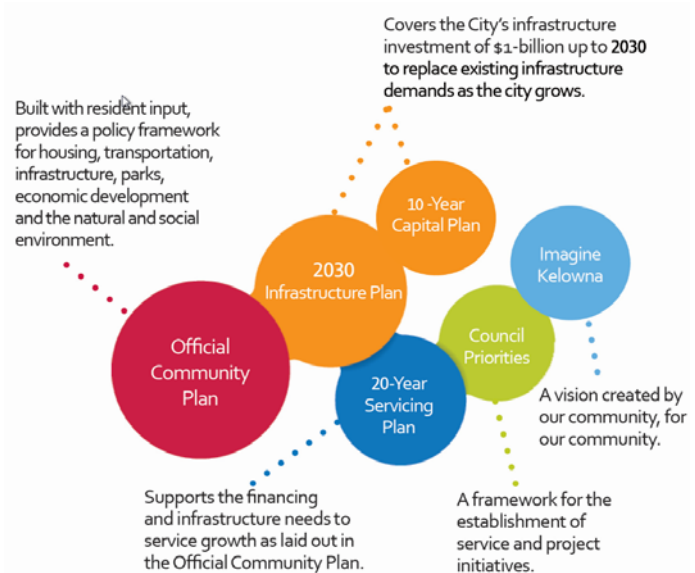 Covers the City's infrastructure
investment of $1-billion up to 2030
to replace existing infrastructure
demands as the city grows.
Built with resident input,
provides a policy framework
for housing, transportation,
infrastructure, parks,
economic development
and the natural and social
environment.
10 -Year
Capital Plan
Imagine
Kelowna
2030
Infrastructure Plan
Council
Priorities
Official
Community
Plan
20-Year
Servicing
Plan
A vision created by
our community, for
our community.
Supports the financing
and infrastructure needs to
service growth as laid out in
the Official Community Plan.
A framework for the
establishment of
service and project
initiatives.